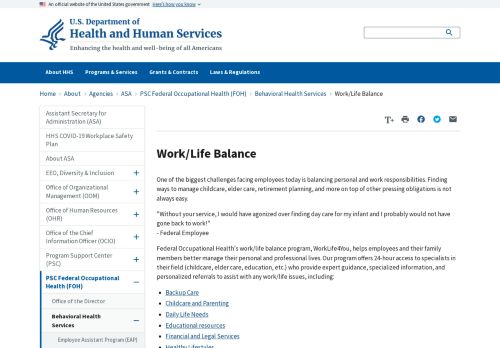 An official website of the United States government Here's how you know
U.S. Department of
Health and Human Services
Enhancing the health and well-being of all Americans
About HHS
Programs & Services
Grants & Contracts
Laws & Regulations
Home › About › Agencies › ASA › PSC Federal Occupational Health (FOH) › Behavioral Health Services › Work/Life Balance
Assistant Secretary for
Administration (ASA)
HHS COVID-19 Workplace Safety
Plan
About ASA
EEO, Diversity & Inclusion +
Office of Organizational
Management (OOM) +
Office of Human Resources
(OHR) +
Office of the Chief
Information Officer (OCIO) +
Program Support Center
(PSC) +
PSC Federal Occupational
Health (FOH) –
Office of the Director
Behavioral Health
Services –
Employee Assistant Program (EAP)
T+
Work/Life Balance
One of the biggest challenges facing employees today is balancing personal and work responsibilities. Finding
ways to manage childcare, elder care, retirement planning, and more on top of other pressing obligations is not
always easy.
"Without your service, I would have agonized over finding day care for my infant and I probably would not have
gone back to work!"
- Federal Employee
Federal Occupational Health's work/life balance program, WorkLife4You, helps employees and their family
members better manage their personal and professional lives. Our program offers 24-hour access to specialists in
their field (childcare, elder care, education, etc.) who provide expert guidance, specialized information, and
personalized referrals to assist with any work/life issues, including:
• Backup Care
• Childcare and Parenting
• Daily Life Needs
• Educational resources
• Financial and Legal Services
• Healthy Lifestyles